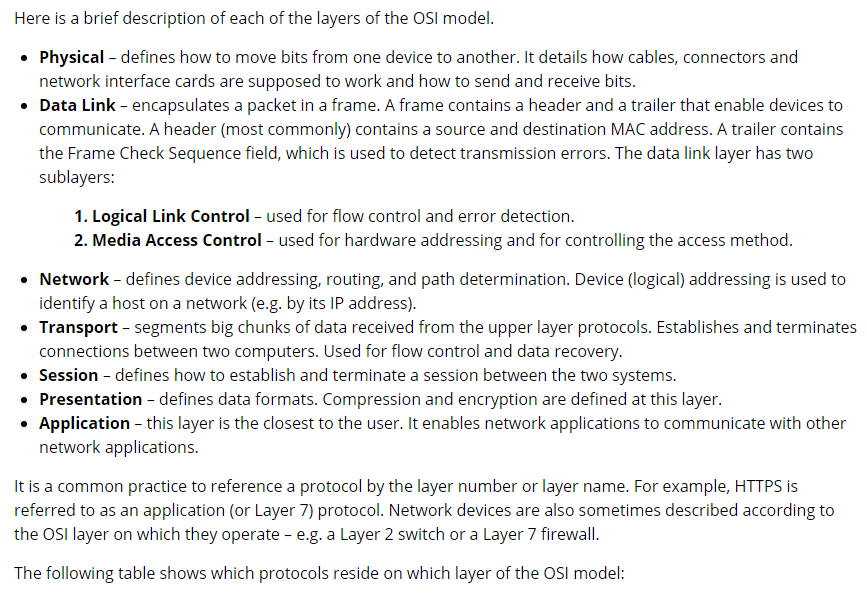 Here is a brief description of each of the layers of the OSI model.
• Physical – defines how to move bits from one device to another. It details how cables, connectors and
network interface cards are supposed to work and how to send and receive bits.
• Data Link – encapsulates a packet in a frame. A frame contains a header and a trailer that enable devices to
communicate. A header (most commonly) contains a source and destination MAC address. A trailer contains
the Frame Check Sequence field, which is used to detect transmission errors. The data link layer has two
sublayers:
1. Logical Link Control – used for flow control and error detection.
2. Media Access Control – used for hardware addressing and for controlling the access method.
• Network – defines device addressing, routing, and path determination. Device (logical) addressing is used to
identify a host on a network (e.g. by its IP address).
• Transport – segments big chunks of data received from the upper layer protocols. Establishes and terminates
connections between two computers. Used for flow control and data recovery.
• Session – defines how to establish and terminate a session between the two systems.
• Presentation – defines data formats. Compression and encryption are defined at this layer.
• Application – this layer is the closest to the user. It enables network applications to communicate with other
network applications.
It is a common practice to reference a protocol by the layer number or layer name. For example, HTTPS is
referred to as an application (or Layer 7) protocol. Network devices are also sometimes described according to
the OSI layer on which they operate – e.g. a Layer 2 switch or a Layer 7 firewall.
The following table shows which protocols reside on which layer of the OSI model: